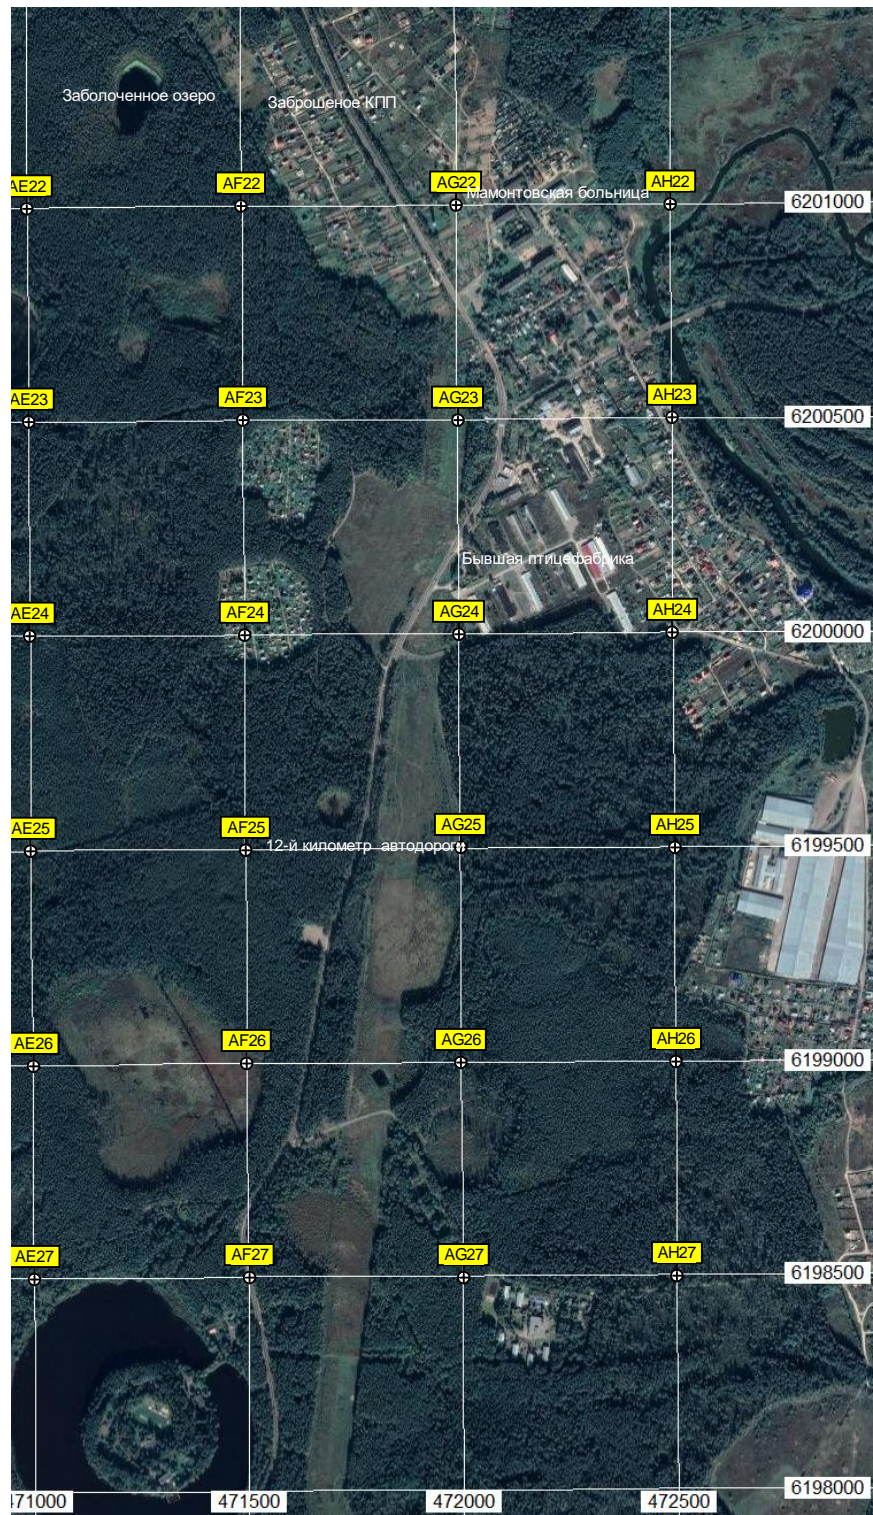 Заболоченное озеро
Заброшеное КПП
AE22
AF22
AG22
AH22
Мамонтовская больница
6201000
AE23
AF23
AG23
AH23
6200500
Бывшая птицефабрика
AE24
AF24
AG24
AH24
6200000
AE25
AF25
AG25
AH25
12-й километр автодороги
6199500
AE26
AF26
AG26
AH26
6199000
AE27
AF27
AG27
AH27
6198500
6198000
471000
471500
472000
472500